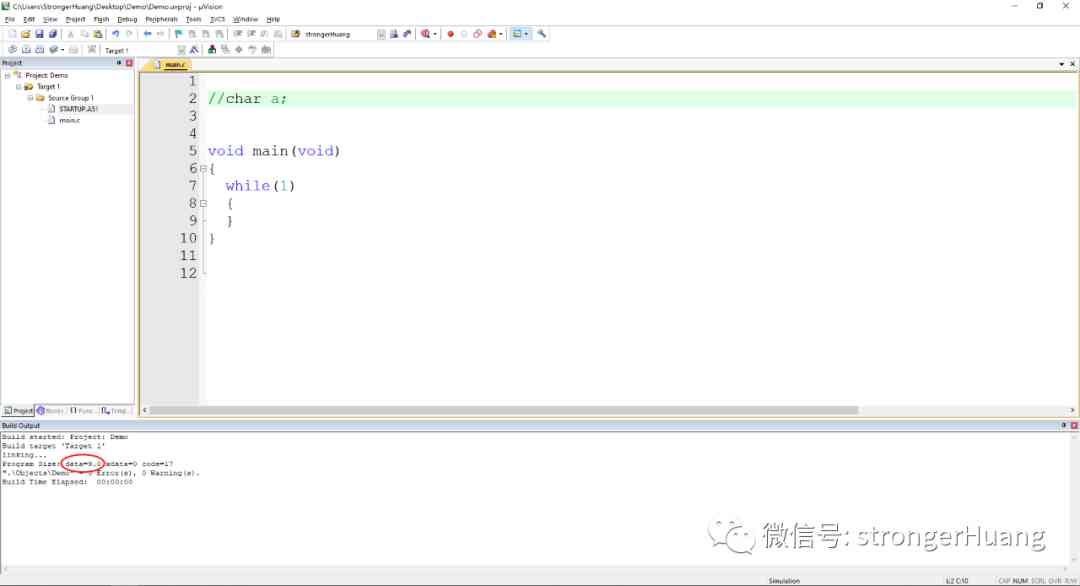 C:\Users\StrongerHuang\Desktop\Demo\Demo.uvproj - µVision
File Edit View Project Flash Debug Peripherals Tools SVCS Window Help
strongerHuang
Target 1
Project
main.c
Project: Demo
Target 1
Source Group 1
STARTUP.A51
main.c
1
2 //char a;
3
4
5 void main(void)
6 {
7 while(1)
8 {
9 }
10 }
11
12
Project Books Func... Temp...
Build Output
Build started: Project: Demo
Build target 'Target 1'
linking...
Program Size: data=9.0 xdata=0 code=17
".\Objects\Demo" - 0 Error(s), 0 Warning(s).
Build Time Elapsed: 00:00:00
微信号: strongerHuang
Simulation
L:2 C:10
CAP NUM SCRL OVR R/W